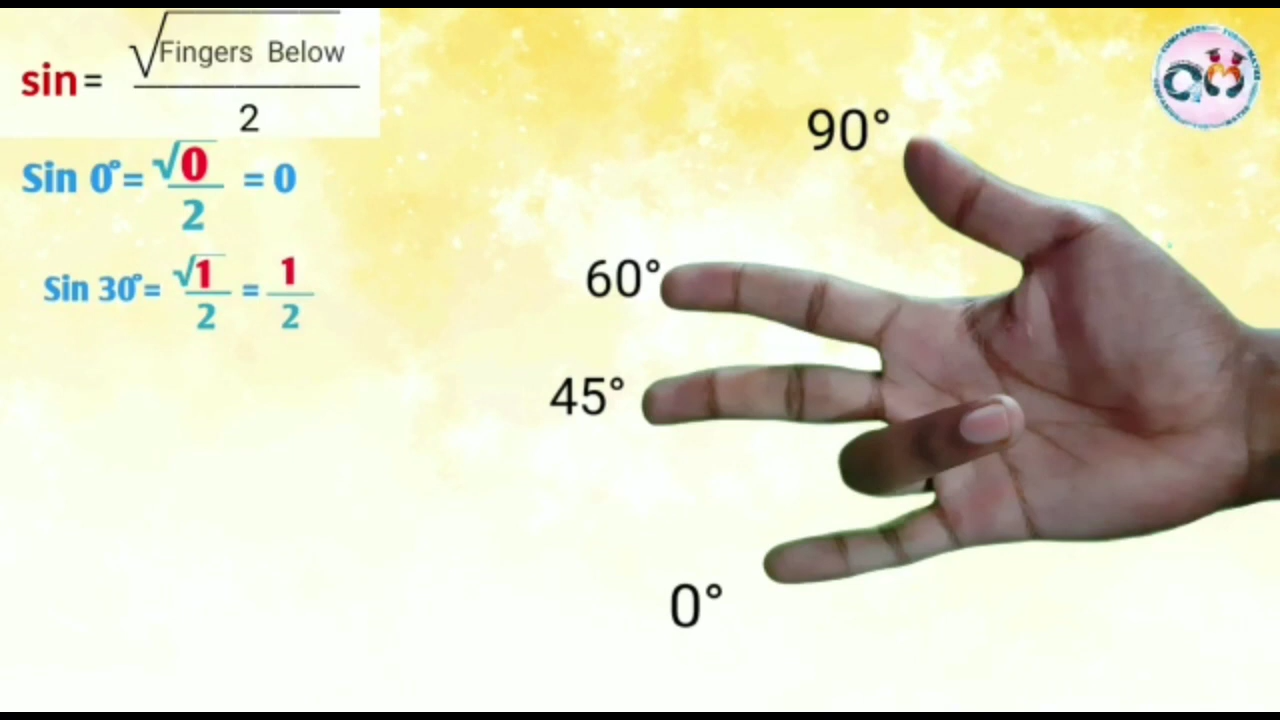 sin = √Fingers Below / 2
Sin 0° = √0 / 2 = 0
Sin 30° = √1 / 2 = 1 / 2
90°
60°
45°
0°